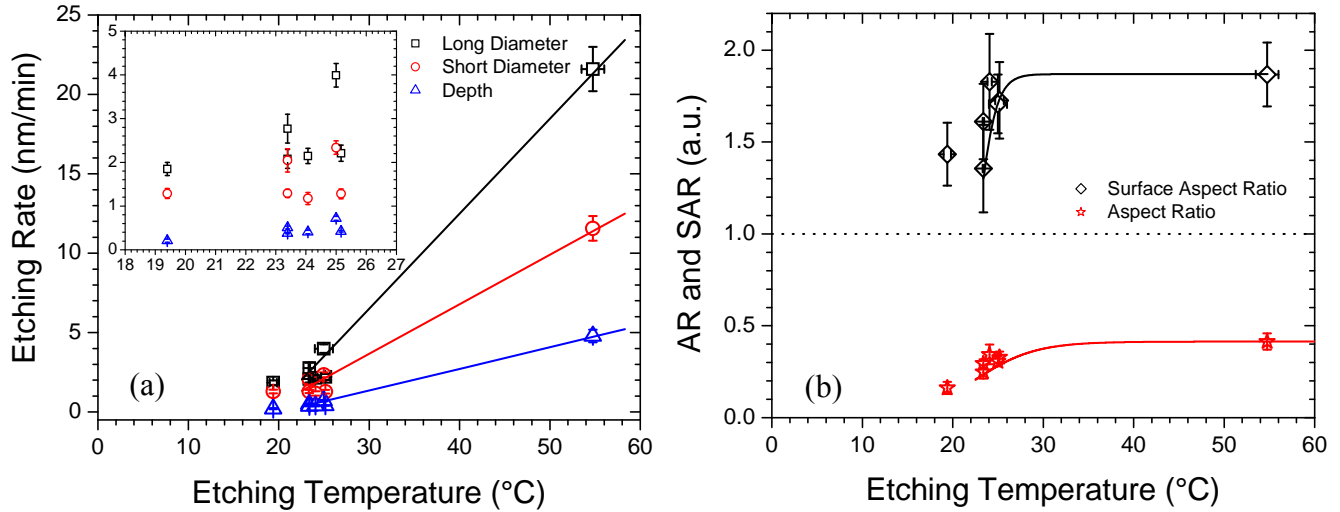 Etching Rate (nm/min)
25
20
15
10
5
0
5
4
3
2
1
0
18 19 20 21 22 23 24 25 26 27
Long Diameter
Short Diameter
Depth
(a)
0 10 20 30 40 50 60
Etching Temperature (°C)
AR and SAR (a.u.)
2.0
1.5
1.0
0.5
0.0
Surface Aspect Ratio
Aspect Ratio
(b)
0 10 20 30 40 50 60
Etching Temperature (°C)